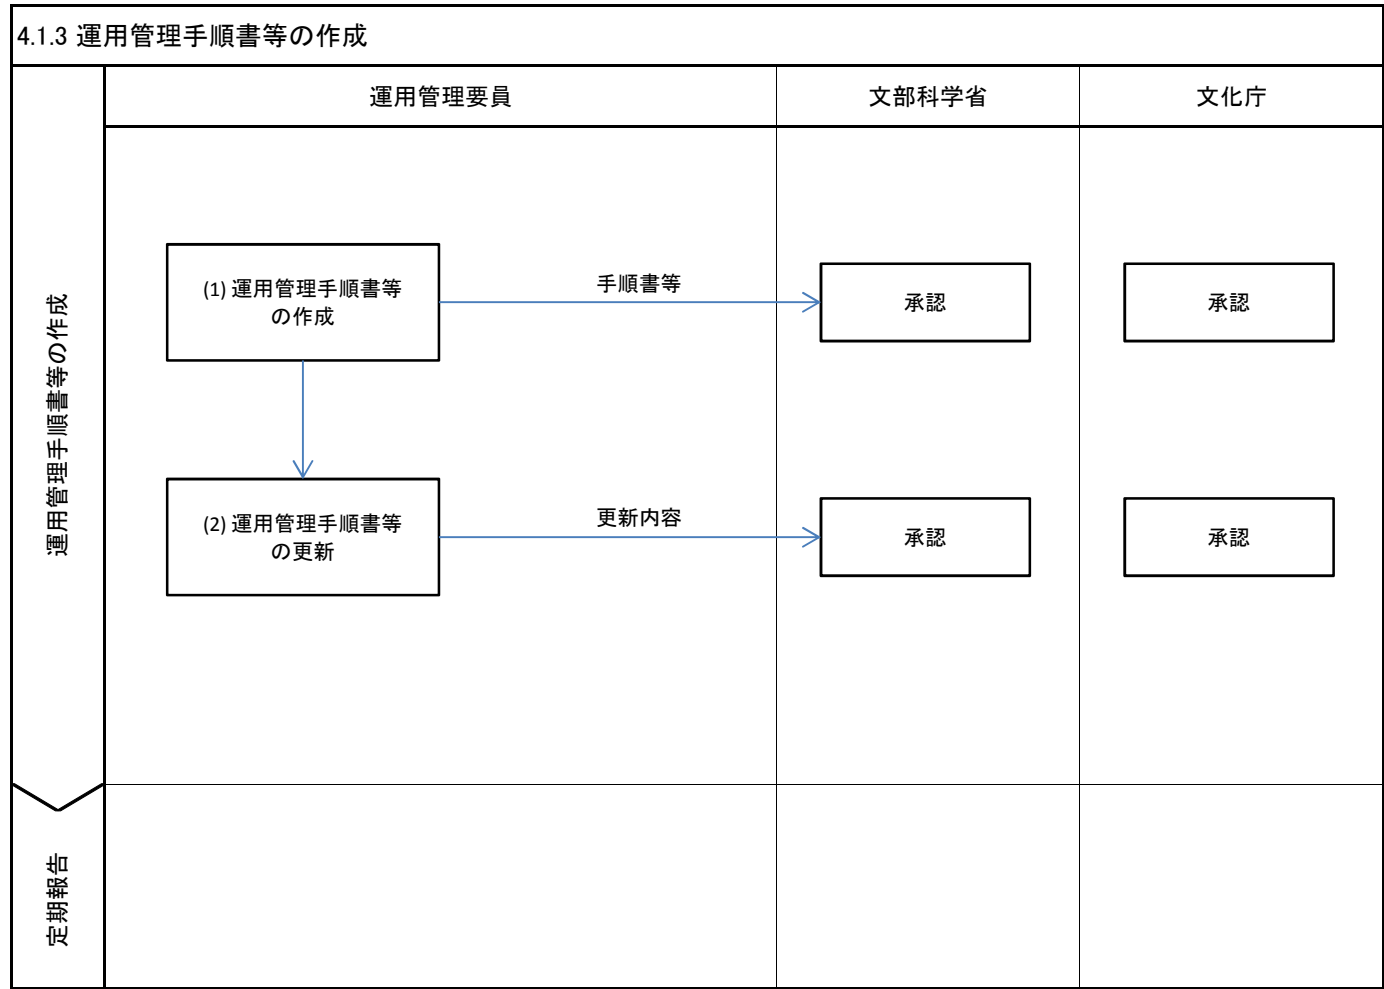 4.1.3 運用管理手順書等の作成
運用管理要員
文部科学省
文化庁
運用管理手順書等の作成
(1) 運用管理手順書等
の作成
手順書等
承認
承認
(2) 運用管理手順書等
の更新
更新内容
承認
承認
定期報告